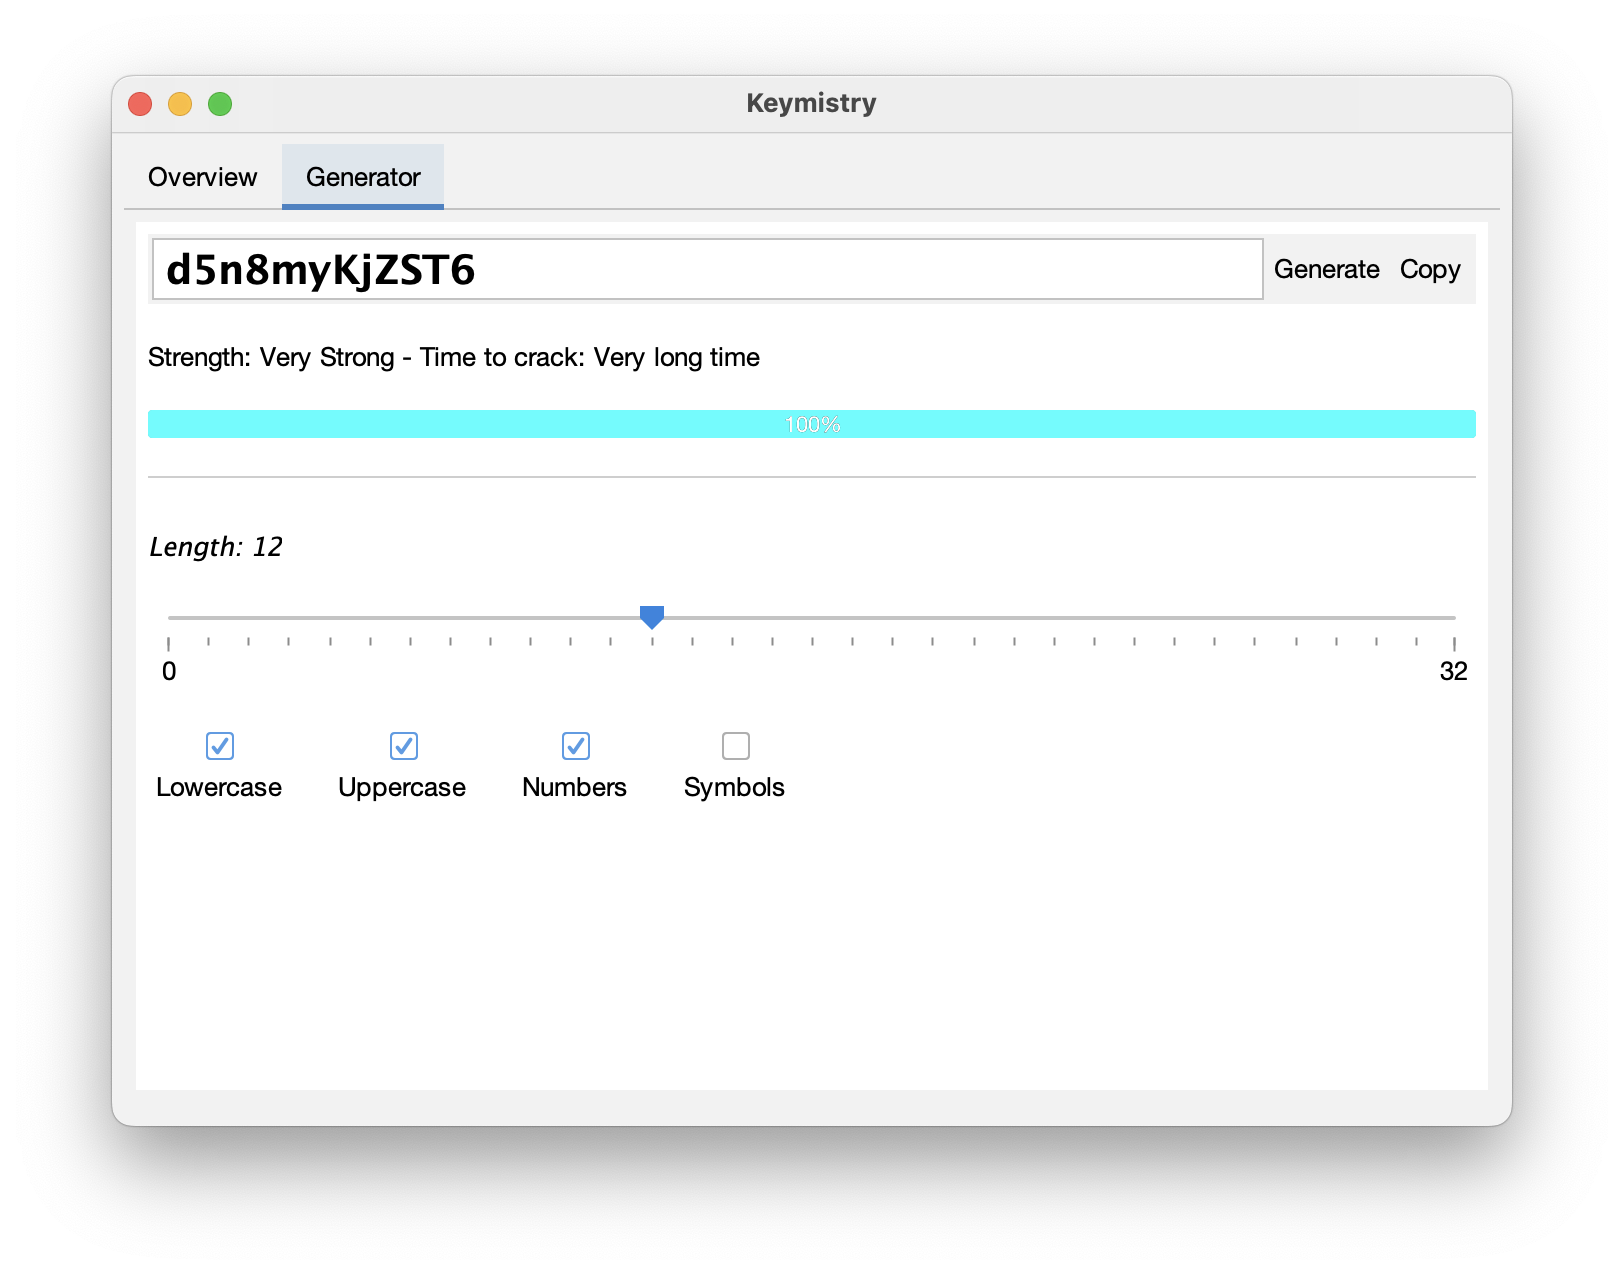 Keymistry
Overview Generator
d5n8myKjZST6 Generate Copy
Strength: Very Strong - Time to crack: Very long time
100%
Length: 12
0 32
Lowercase Uppercase Numbers Symbols